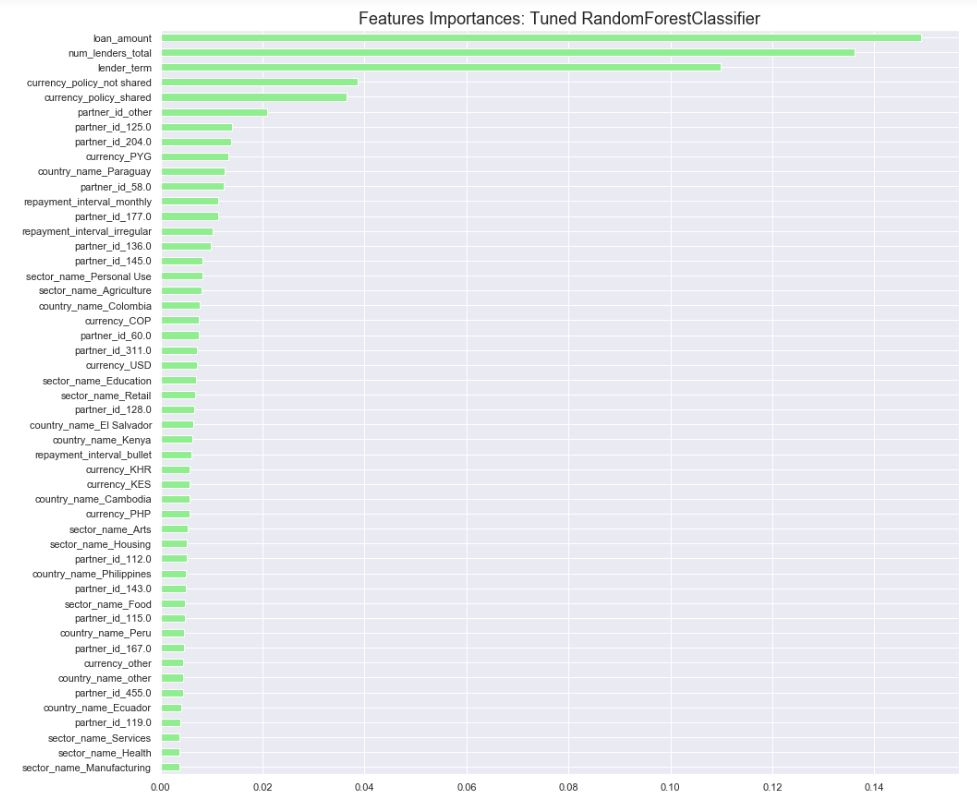 Features Importances: Tuned RandomForestClassifier
loan_amount
num_lenders_total
lender_term
currency_policy_not shared
currency_policy_shared
partner_id_other
partner_id_125.0
partner_id_204.0
currency_PYG
country_name_Paraguay
partner_id_58.0
repayment_interval_monthly
partner_id_177.0
repayment_interval_irregular
partner_id_136.0
partner_id_145.0
sector_name_Personal Use
sector_name_Agriculture
country_name_Colombia
currency_COP
partner_id_60.0
partner_id_311.0
currency_USD
sector_name_Education
sector_name_Retail
partner_id_128.0
country_name_El Salvador
country_name_Kenya
repayment_interval_bullet
currency_KHR
currency_KES
country_name_Cambodia
currency_PHP
sector_name_Arts
sector_name_Housing
partner_id_112.0
country_name_Philippines
partner_id_143.0
sector_name_Food
partner_id_115.0
country_name_Peru
partner_id_167.0
currency_other
country_name_other
partner_id_455.0
country_name_Ecuador
partner_id_119.0
sector_name_Services
sector_name_Health
sector_name_Manufacturing
0.00 0.02 0.04 0.06 0.08 0.10 0.12 0.14